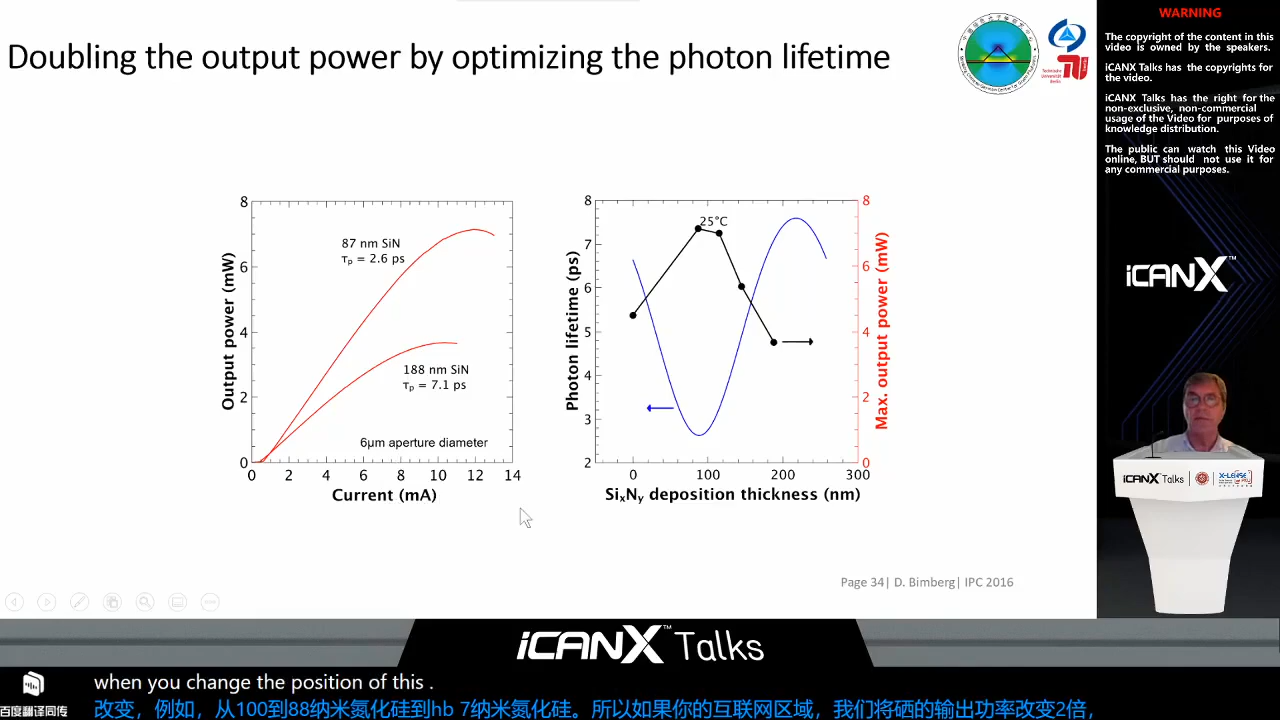 Doubling the output power by optimizing the photon lifetime
8
6
4
2
0
Output power (mW)
87 nm SiN
τp = 2.6 ps
188 nm SiN
τp = 7.1 ps
6μm aperture diameter
0 2 4 6 8 10 12 14
Current (mA)
8
7
6
5
4
3
2
Photon lifetime (ps)
25°C
8
6
4
2
0
Max. output power (mW)
0 100 200 300
SixNy deposition thickness (nm)
Page 34| D. Bimberg| IPC 2016
WARNING
The copyright of the content in this
video is owned by the speakers.
iCANX Talks has the copyrights for
the video.
iCANX Talks has the right for the
non-exclusive, non-commercial
usage of the Video for purposes of
knowledge distribution.
The public can watch this Video
online, BUT should not use it for
any commercial purposes.
iCANX™
iCANX Talks
X-LENSE
iCANX™ Talks
百度翻译同传
when you change the position of this .
改变，例如，从100到88纳米氮化硅到hb 7纳米氮化硅。所以如果你的互联网区域，我们将硒的输出功率改变2倍，